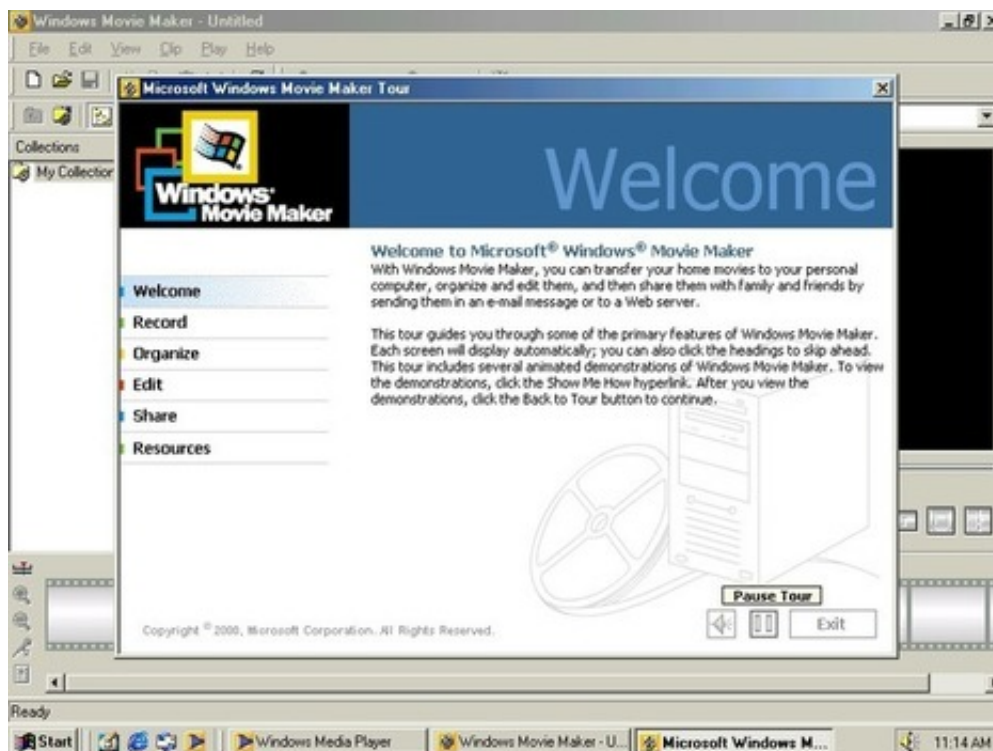 Windows Movie Maker - Untitled
File Edit View Clip Play Help
Microsoft Windows Movie Maker Tour
Collections
My Collection
Windows®
Movie Maker
Welcome
Welcome to Microsoft® Windows® Movie Maker
With Windows Movie Maker, you can transfer your home movies to your personal
computer, organize and edit them, and then share them with family and friends by
sending them in an e-mail message or to a Web server.
This tour guides you through some of the primary features of Windows Movie Maker.
Each screen will display automatically; you can also click the headings to skip ahead.
This tour includes several animated demonstrations of Windows Movie Maker. To view
the demonstrations, click the Show Me How hyperlink. After you view the
demonstrations, click the Back to Tour button to continue.
Welcome
Record
Organize
Edit
Share
Resources
Pause Tour
Exit
Copyright ©2000, Microsoft Corporation. All Rights Reserved.
Ready
Start Windows Media Player Windows Movie Maker - U... Microsoft Windows M... 11:14 AM